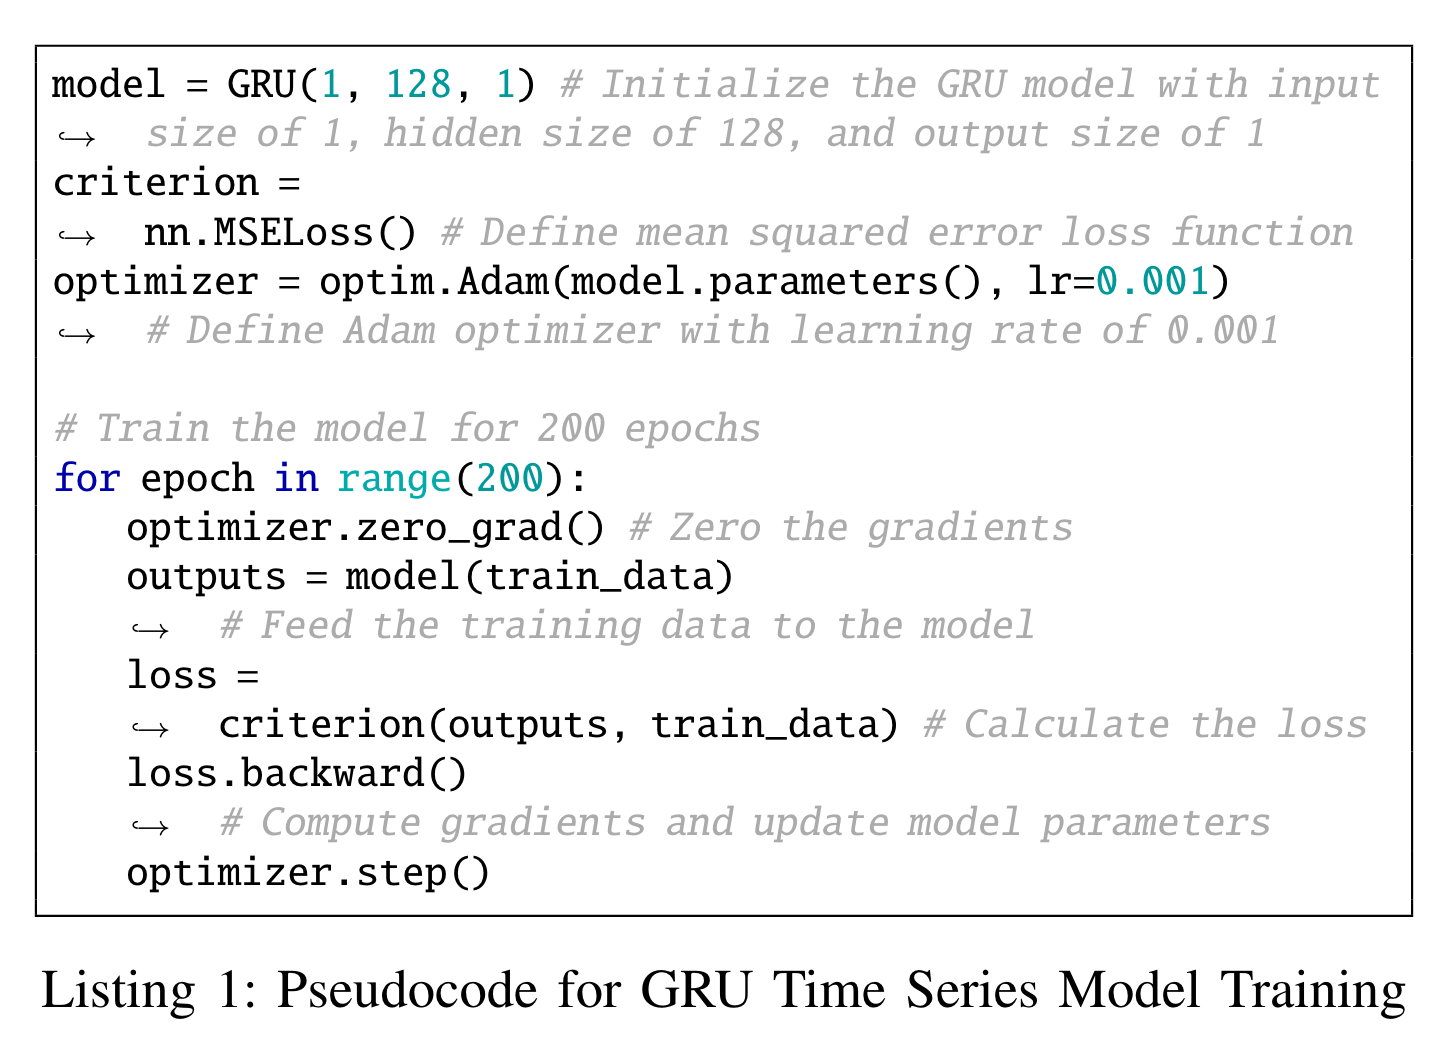 model = GRU(1, 128, 1) # Initialize the GRU model with input
↪ size of 1, hidden size of 128, and output size of 1
criterion =
↪ nn.MSELoss() # Define mean squared error loss function
optimizer = optim.Adam(model.parameters(), lr=0.001)
↪ # Define Adam optimizer with learning rate of 0.001

# Train the model for 200 epochs
for epoch in range(200):
    optimizer.zero_grad() # Zero the gradients
    outputs = model(train_data)
    ↪ # Feed the training data to the model
    loss =
    ↪ criterion(outputs, train_data) # Calculate the loss
    loss.backward()
    ↪ # Compute gradients and update model parameters
    optimizer.step()
Listing 1: Pseudocode for GRU Time Series Model Training